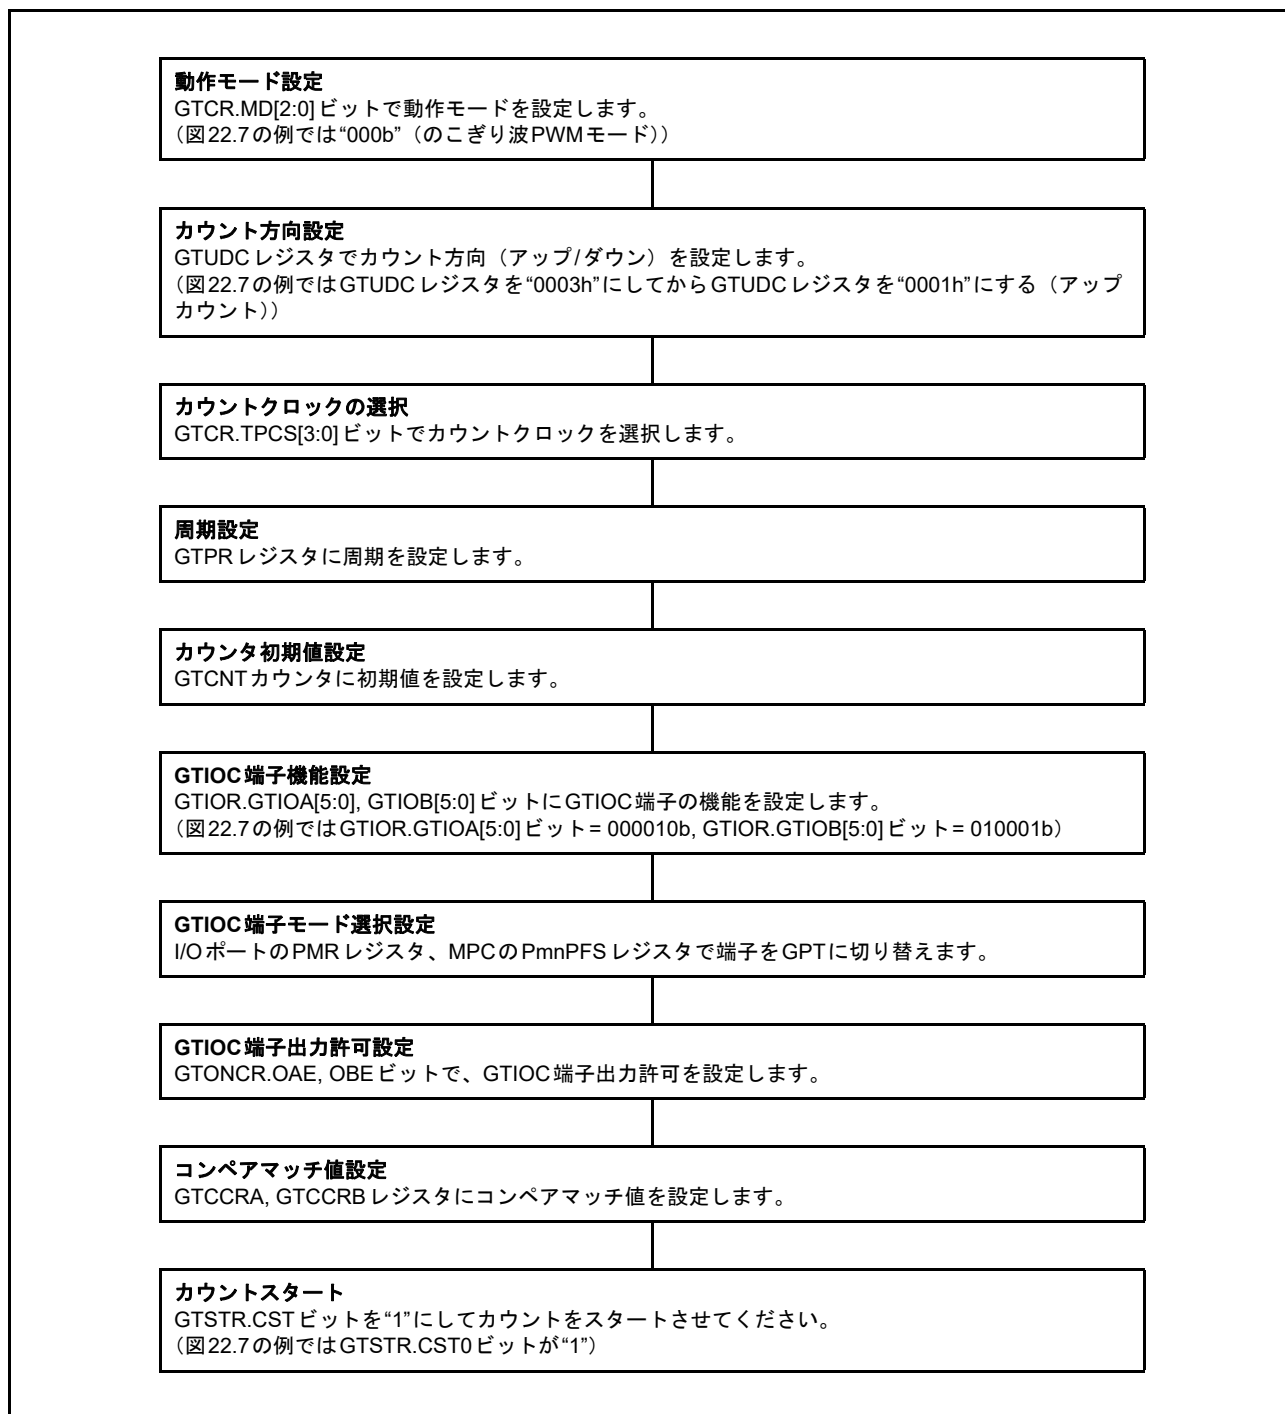 動作モード設定
GTCR.MD[2:0]ビットで動作モードを設定します。
（図22.7の例では“000b”（のこぎり波PWMモード））
カウント方向設定
GTUDCレジスタでカウント方向（アップ/ダウン）を設定します。
（図22.7の例ではGTUDCレジスタを“0003h”にしてからGTUDCレジスタを“0001h”にする（アップ
カウント））
カウントクロックの選択
GTCR.TPCS[3:0]ビットでカウントクロックを選択します。
周期設定
GTPRレジスタに周期を設定します。
カウンタ初期値設定
GTCNTカウンタに初期値を設定します。
GTIOC端子機能設定
GTIOR.GTIOA[5:0], GTIOB[5:0]ビットにGTIOC端子の機能を設定します。
（図22.7の例ではGTIOR.GTIOA[5:0]ビット= 000010b, GTIOR.GTIOB[5:0]ビット= 010001b）
GTIOC端子モード選択設定
I/OポートのPMRレジスタ、MPCのPmnPFSレジスタで端子をGPTに切り替えます。
GTIOC端子出力許可設定
GTONCR.OAE, OBEビットで、GTIOC端子出力許可を設定します。
コンペアマッチ値設定
GTCCRA, GTCCRBレジスタにコンペアマッチ値を設定します。
カウントスタート
GTSTR.CSTビットを“1”にしてカウントをスタートさせてください。
（図22.7の例ではGTSTR.CST0ビットが“1”）